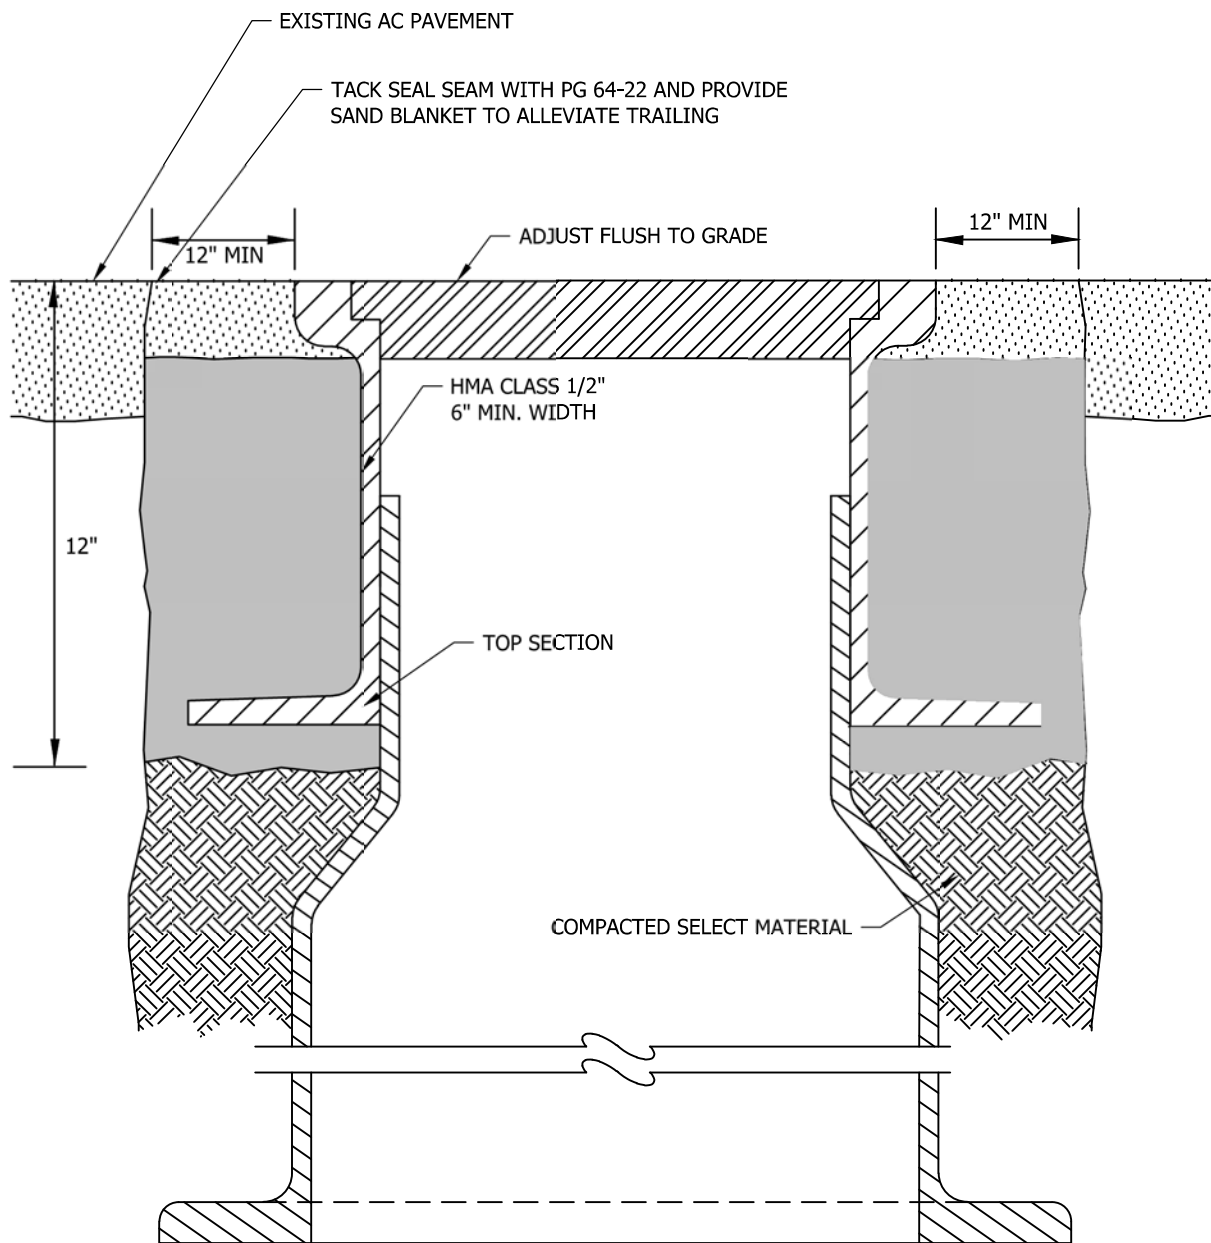 EXISTING AC PAVEMENT
TACK SEAL SEAM WITH PG 64-22 AND PROVIDE
SAND BLANKET TO ALLEVIATE TRAILING
12" MIN
ADJUST FLUSH TO GRADE
12" MIN
HMA CLASS 1/2"
6" MIN. WIDTH
12"
TOP SECTION
COMPACTED SELECT MATERIAL